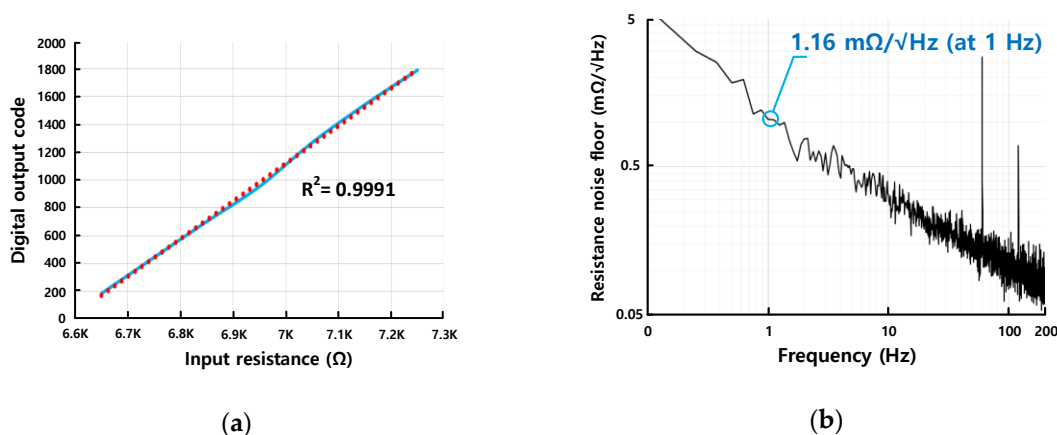 2000
1800
1600
1400
1200
1000
800
600
400
200
0
6.6K 6.7K 6.8K 6.9K 7K 7.1K 7.2K 7.3K
Digital output code
Input resistance (Ω)
R²= 0.9991
(a)
5
0.5
0.05
0 1 10 100 200
Resistance noise floor (mΩ/√Hz)
Frequency (Hz)
1.16 mΩ/√Hz (at 1 Hz)
(b)